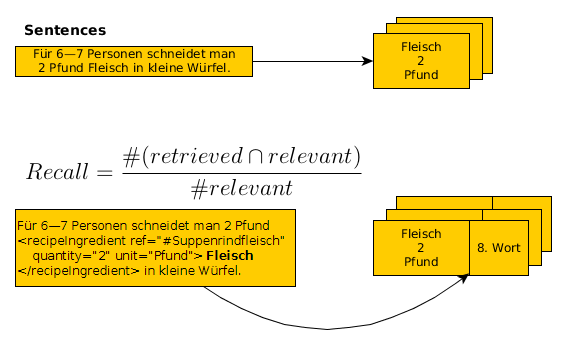 Sentences
Für 6—7 Personen schneidet man
2 Pfund Fleisch in kleine Würfel.
Fleisch
2
Pfund
Recall = #(retrieved ∩ relevant) / #relevant
Für 6—7 Personen schneidet man 2 Pfund
<recipeIngredient ref="#Suppenrindfleisch"
quantity="2" unit="Pfund"> Fleisch
</recipeIngredient> in kleine Würfel.
Fleisch
2
Pfund
8. Wort